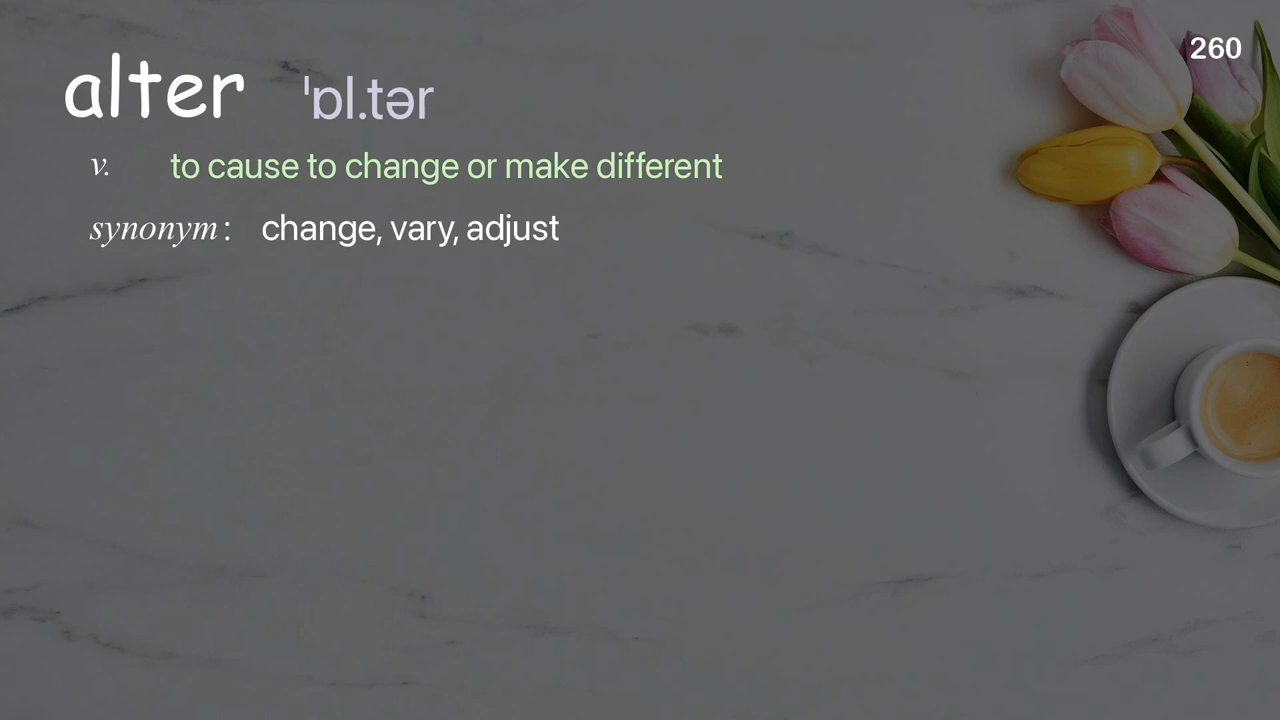 260
alter ˈɒl.tər
v. to cause to change or make different
synonym : change, vary, adjust